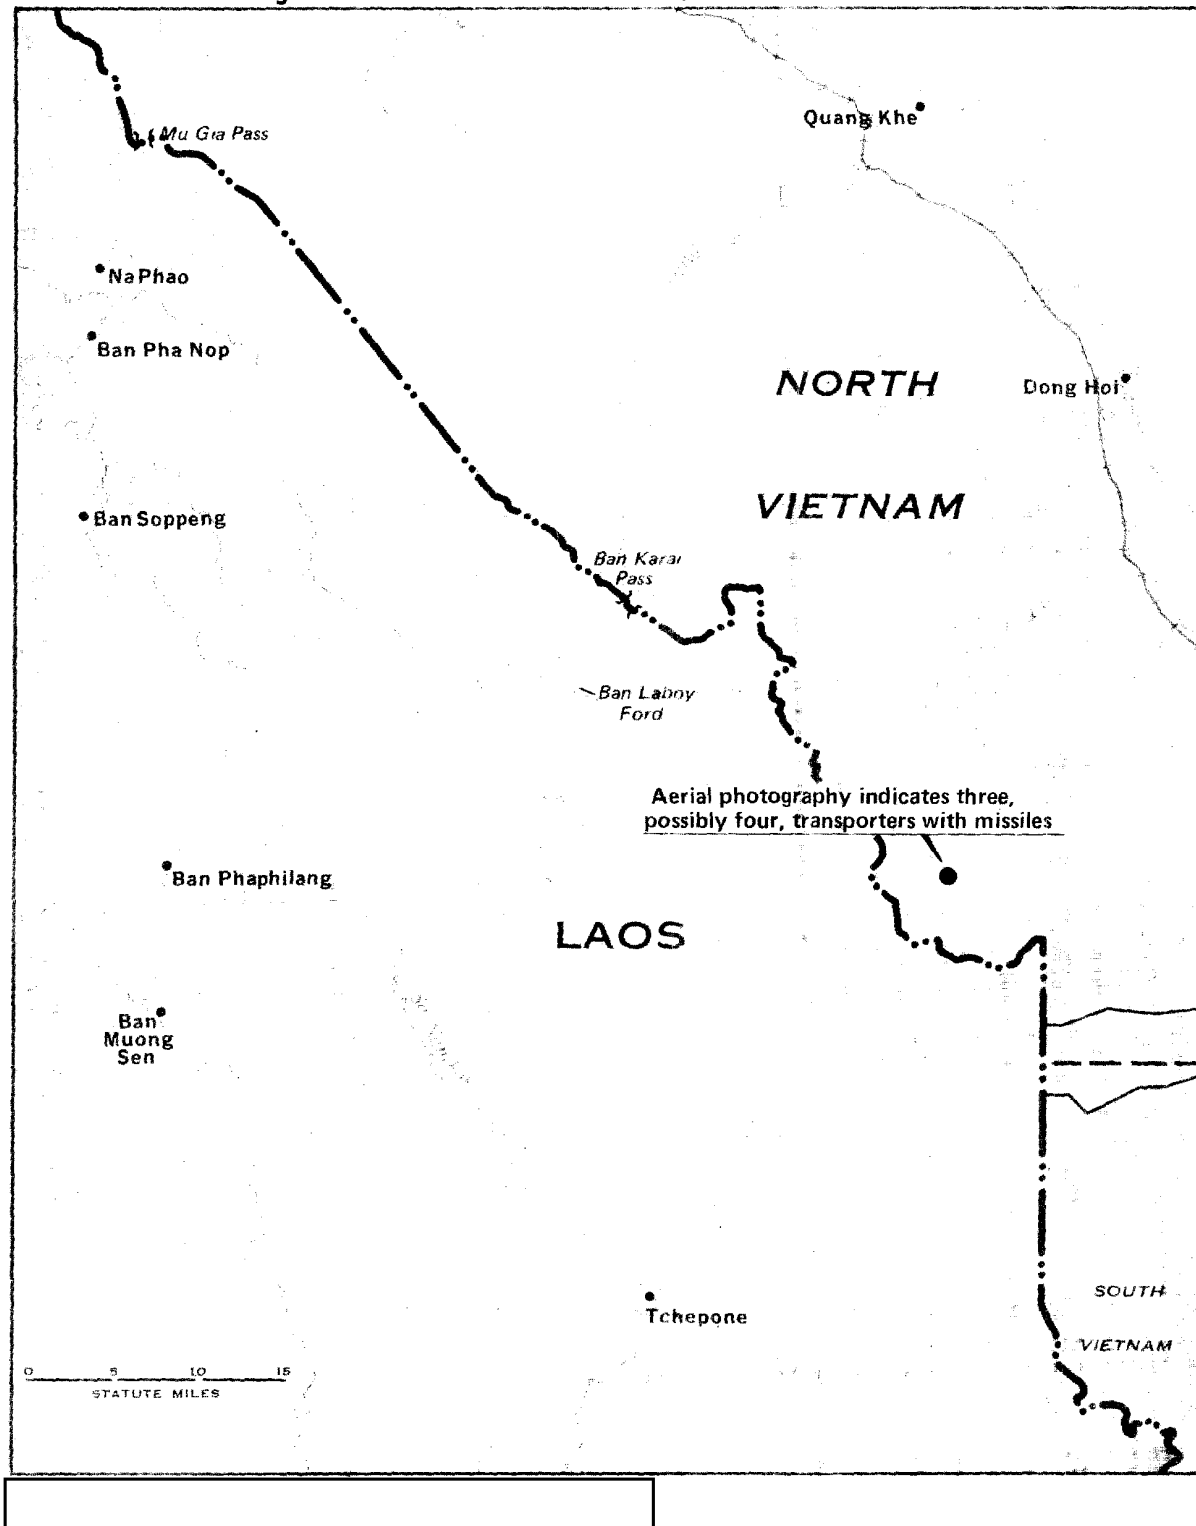 Quang Khe
Mu Gia Pass
Na Phao
Ban Pha Nop
NORTH
Dong Hoi
VIETNAM
Ban Soppeng
Ban Karai
Pass
Ban Laboy
Ford
Aerial photography indicates three,
possibly four, transporters with missiles
Ban Phaphilang
LAOS
Ban
Muong
Sen
SOUTH
Tchepone
VIETNAM
0 5 10 15
STATUTE MILES